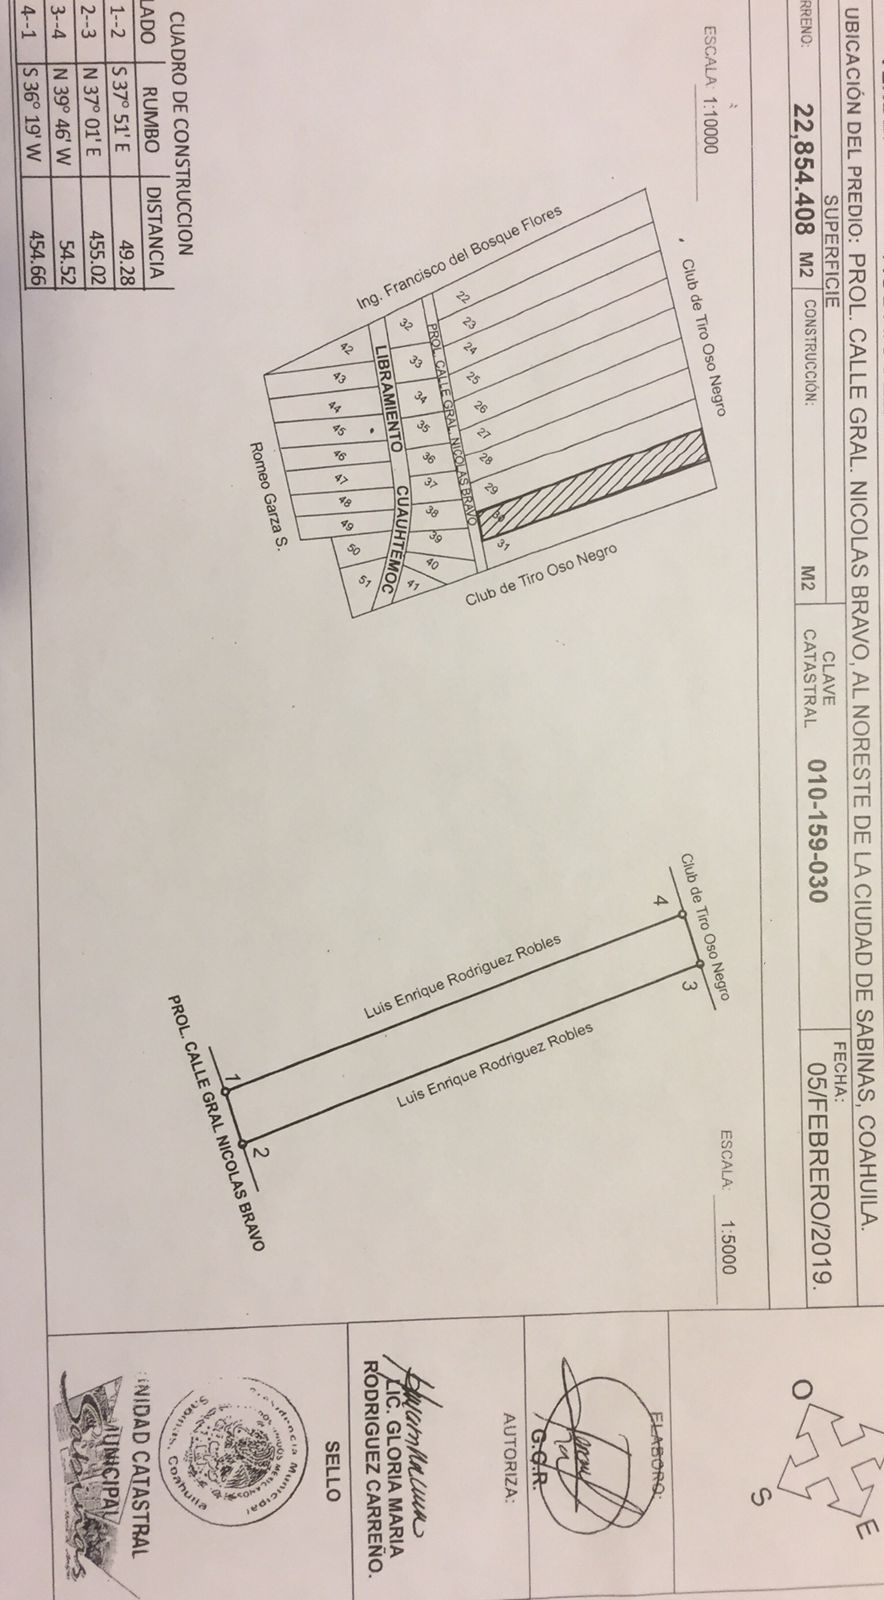 UBICACIÓN DEL PREDIO: PROL. CALLE GRAL. NICOLAS BRAVO, AL NORESTE DE LA CIUDAD DE SABINAS, COAHUILA.
SUPERFICIE
RRENO: 22,854.408 M2
CONSTRUCCIÓN: M2
CLAVE
CATASTRAL 010-159-030
FECHA:
05/FEBRERO/2019.
ESCALA: 1:10000
Club de Tiro Oso Negro
Ing. Francisco del Bosque Flores
22
23
24
25
26
27
28
29
30
31
PROL. CALLE GRAL. NICOLAS BRAVO
32
33
34
35
36
37
38
39
40
41
LIBRAMIENTO CUAUHTEMOC
42
43
44
45
46
47
48
49
50
51
Romeo Garza S.
Club de Tiro Oso Negro
ESCALA: 1:5000
Club de Tiro Oso Negro
4
3
Luis Enrique Rodriguez Robles
Luis Enrique Rodriguez Robles
1
2
PROL. CALLE GRAL NICOLAS BRAVO
CUADRO DE CONSTRUCCION
LADO RUMBO DISTANCIA
1--2 S 37° 51' E 49.28
2--3 N 37° 01' E 455.02
3--4 N 39° 46' W 54.52
4--1 S 36° 19' W 454.66
O
E
S
ELABORO:
G.G.R.
AUTORIZA:
LIC. GLORIA MARIA
RODRIGUEZ CARREÑO.
SELLO
Presidencia Municipal
Sabinas, Coahuila
NIDAD CATASTRAL
MUNICIPAL
Sabinas